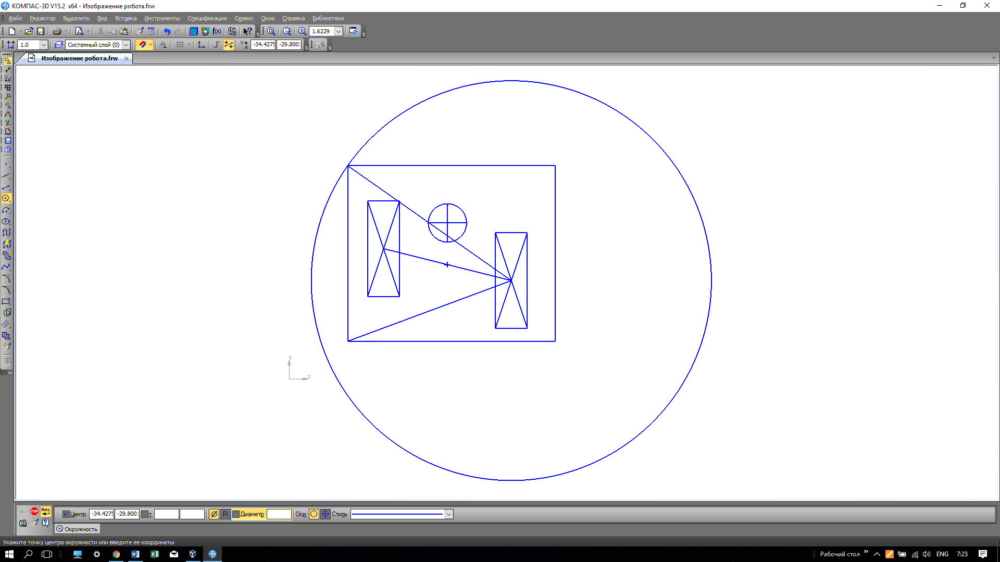 КОМПАС-3D V15.2 x64 - Изображение робота.frw
Файл Редактор Выделить Вид Вставка Инструменты Спецификация Сервис Окно Справка Библиотеки
f(x) 1.6229
1.0 Системный слой (0) -34.4275 -29.8001
Изображение робота.frw
Y
X
STOP Auto Центр -34.4275 -29.8001 т R Диаметр Оси Стиль
Окружность
Укажите точку центра окружности или введите ее координаты
Рабочий стол ENG 7:23